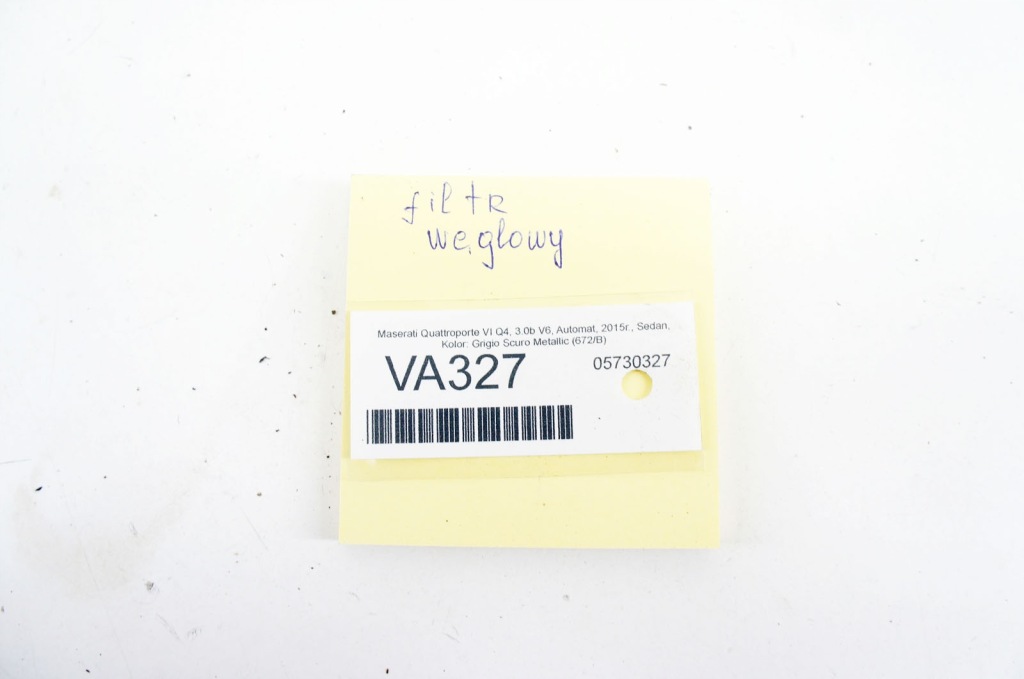 filtr
węglowy
Maserati Quattroporte VI Q4, 3.0b V6, Automat, 2015r., Sedan,
Kolor: Grigio Scuro Metallic (672/B)
VA327
05730327